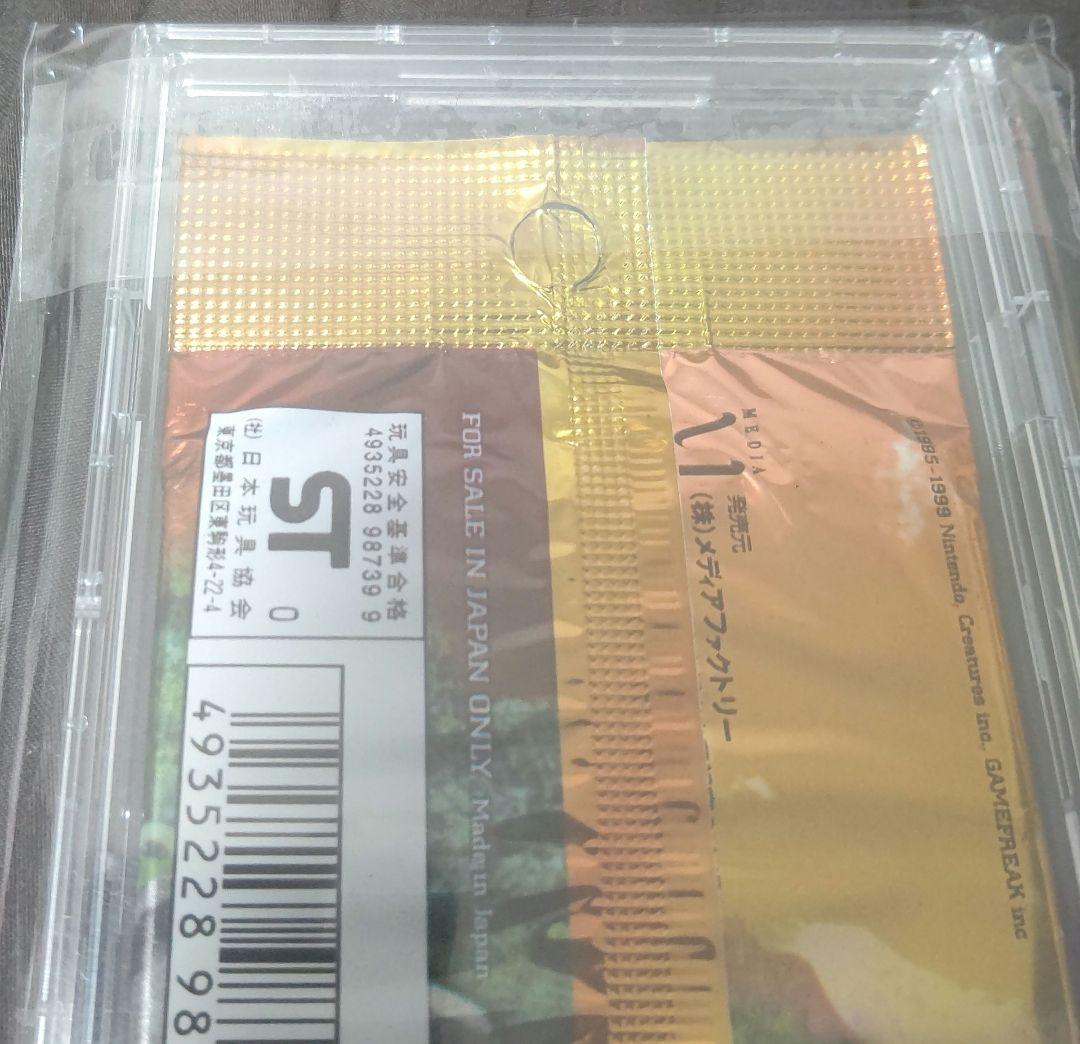 玩具安全基準合格
4935228 98739 9
ST
0
(社)日本玩具協会
東京都墨田区東駒形4-22-4
4935228 98
FOR SALE IN JAPAN ONLY Made in Japan
MEDIA
発売元
(株)メディアファクトリー
©1995-1999 Nintendo, Creatures inc., GAMEFREAK inc